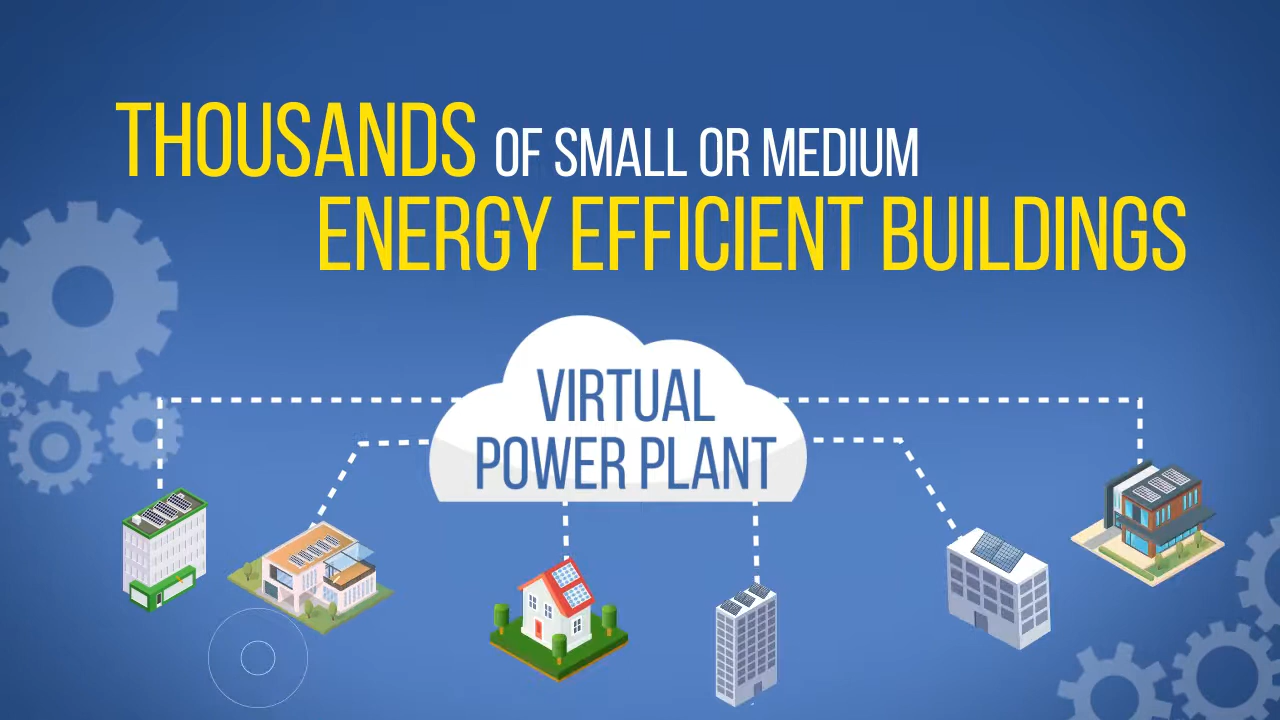 THOUSANDS OF SMALL OR MEDIUM
ENERGY EFFICIENT BUILDINGS
VIRTUAL
POWER PLANT